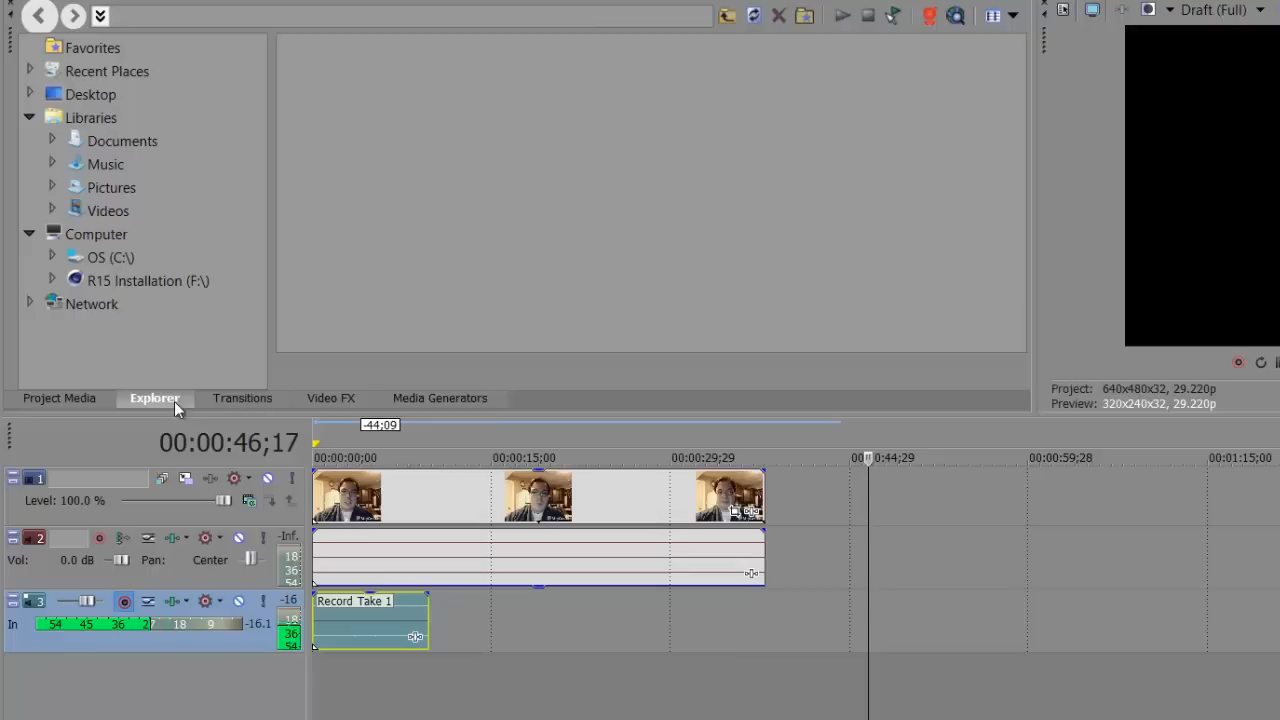 Draft (Full)
Favorites
Recent Places
Desktop
Libraries
Documents
Music
Pictures
Videos
Computer
OS (C:\)
R15 Installation (F:\)
Network
Project: 640x480x32, 29.220p
Preview: 320x240x32, 29.220p
Project Media Explorer Transitions Video FX Media Generators
-44;09
00:00:46;17
00:00:00;00 00:00:15;00 00:00:29;29 00:00:44;29 00:00:59;28 00:01:15;00
1
Level: 100.0 %
2 -Inf.
Vol: 0.0 dB Pan: Center 18
36
54
3 -16
Record Take 1
In 54 45 36 27 18 9 -16.1 18
36
54